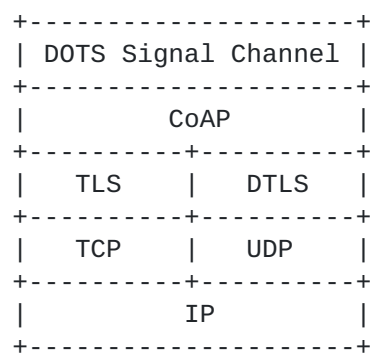 +---------------------+
| DOTS Signal Channel |
+---------------------+
|         CoAP        |
+----------+----------+
|   TLS    |   DTLS   |
+----------+----------+
|   TCP    |   UDP    |
+----------+----------+
|          IP         |
+---------------------+